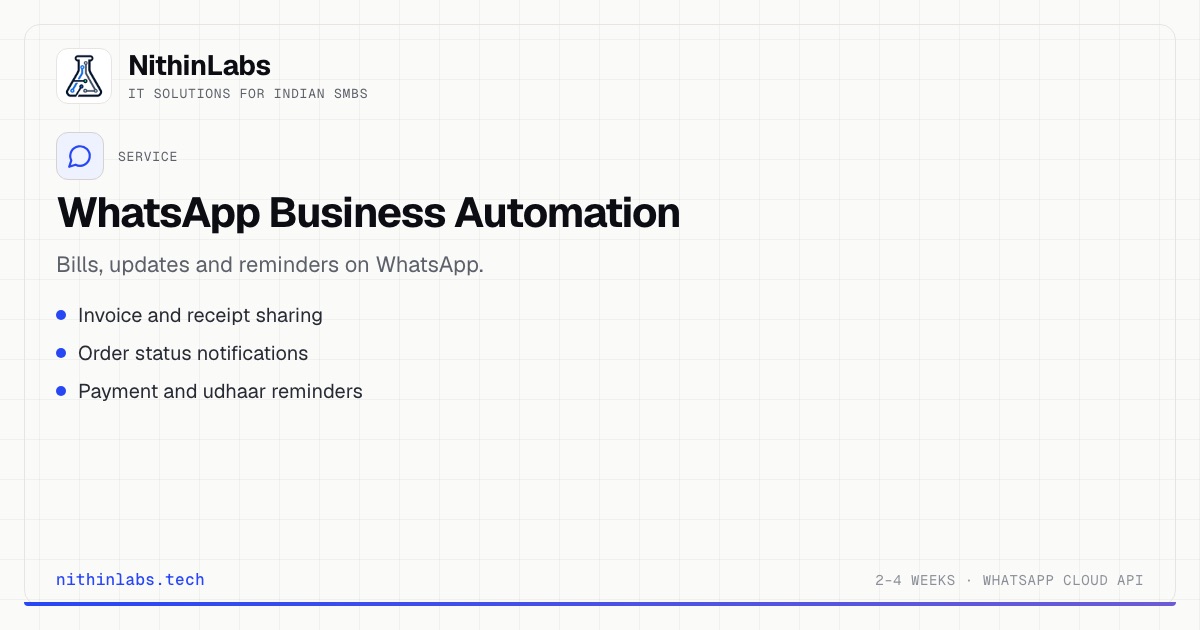 NithinLabs
IT SOLUTIONS FOR INDIAN SMBS
SERVICE
WhatsApp Business Automation
Bills, updates and reminders on WhatsApp.
Invoice and receipt sharing
Order status notifications
Payment and udhaar reminders
nithinlabs.tech
2–4 WEEKS · WHATSAPP CLOUD API